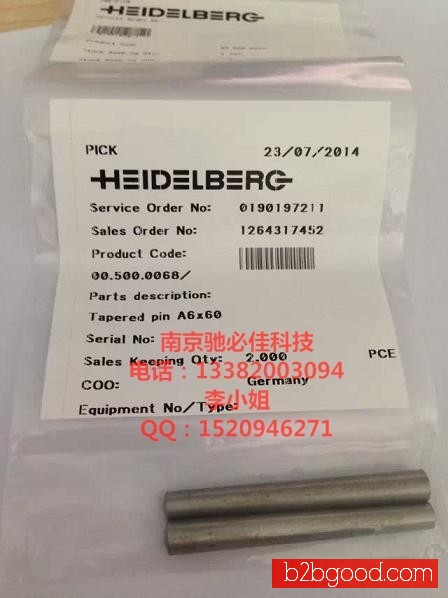 PICK 23/07/2014
HEIDELBERG
Service Order No: 0190197211
Sales Order No: 1264317452
Product Code:
00.500.0068/
Parts description:
Tapered pin A6x60
Serial No:
南京驰必佳科技
Sales Keeping Qty: 2.000 PCE
电话：13382003094
COO: Germany
李小姐
Equipment No/Type:
QQ：1520946271
b2bgood.com